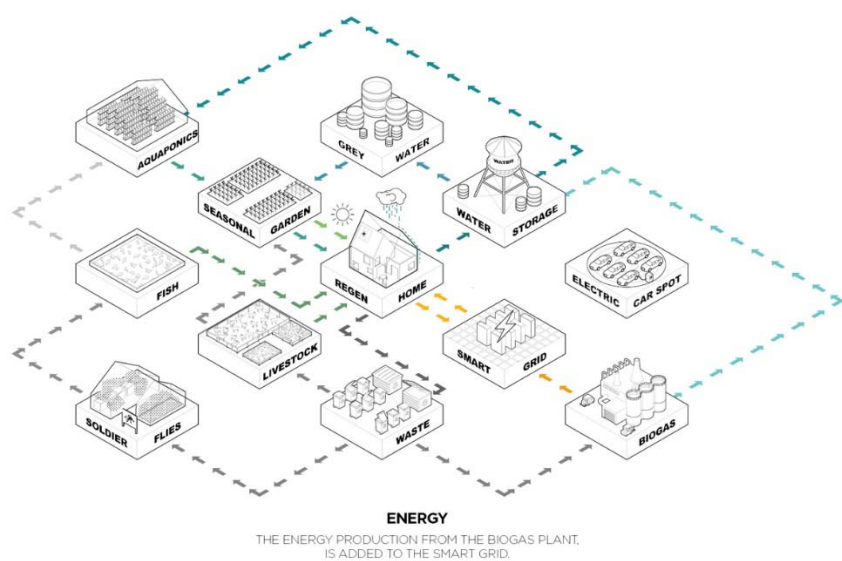 AQUAPONICS
GREY WATER
WATER
WATER STORAGE
SEASONAL GARDEN
FISH
REGEN HOME
ELECTRIC CAR SPOT
LIVESTOCK
SMART GRID
SOLDIER FLIES
WASTE
BIOGAS
ENERGY
THE ENERGY PRODUCTION FROM THE BIOGAS PLANT,
IS ADDED TO THE SMART GRID.